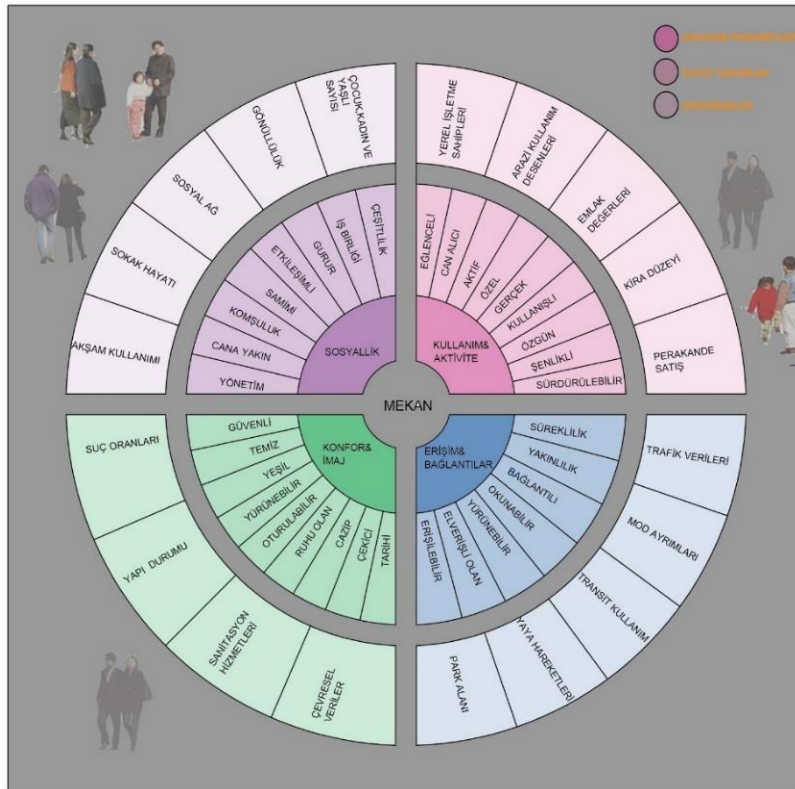 ÇOCUK,KADIN VE
YAŞLI
SAYISI
GÖNÜLLÜLÜK
SOSYAL AĞ
SOKAK HAYATI
AKŞAM KULLANIMI
YEREL İŞLETME
SAHİPLERİ
ARAZİ KULLANIM
DESENLERİ
EMLAK
DEĞERLERİ
KİRA DÜZEYİ
PERAKANDE
SATIŞ
ÇEŞİTLİLİK
İŞ BİRLİĞİ
GURUR
ETKİLEŞİMLİ
SAMİMİ
KOMŞULUK
CANA YAKIN
YÖNETİM
SOSYALLİK
EĞLENCELİ
CAN ALICI
AKTİF
ÖZEL
GERÇEK
KULLANIŞLI
ÖZGÜN
ŞENLİKLİ
SÜRDÜRÜLEBİLİR
KULLANIM&
AKTİVİTE
MEKAN
GÜVENLİ
TEMİZ
YEŞİL
YÜRÜNEBİLİR
OTURULABİLİR
RUHU OLAN
CAZİP
ÇEKİCİ
TARİHİ
KONFOR&
İMAJ
ERİŞİM&
BAĞLANTILAR
SÜREKLİLİK
YAKINLILIK
BAĞLANTILI
OKUNABİLİR
YÜRÜNEBİLİR
ELVERİŞLİ OLAN
ERİŞİLEBİLİR
SUÇ ORANLARI
YAPI DURUMU
SANİTASYON
HİZMETLERİ
ÇEVRESEL
VERİLER
TRAFİK VERİLERİ
MOD AYRIMLARI
TRANSİT KULLANIM
YAYA HAREKETLERİ
PARK ALANI